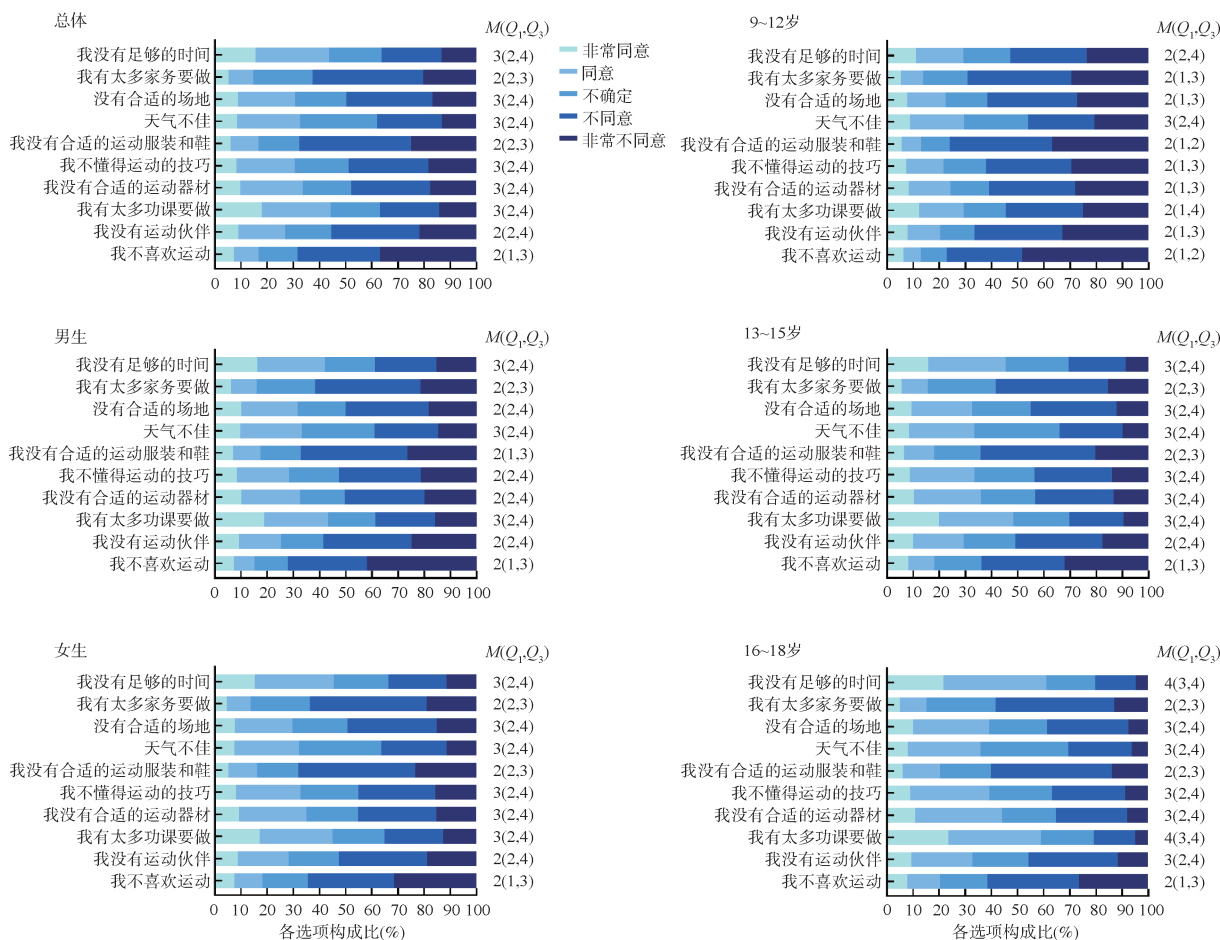 总体
M(Q1,Q3)
我没有足够的时间 3(2,4)
我有太多家务要做 2(2,3)
没有合适的场地 3(2,4)
天气不佳 3(2,4)
我没有合适的运动服装和鞋 2(2,3)
我不懂得运动的技巧 3(2,4)
我没有合适的运动器材 3(2,4)
我有太多功课要做 3(2,4)
我没有运动伙伴 2(2,4)
我不喜欢运动 2(1,3)
0 10 20 30 40 50 60 70 80 90 100
非常同意
同意
不确定
不同意
非常不同意
9~12岁
M(Q1,Q3)
我没有足够的时间 2(2,4)
我有太多家务要做 2(1,3)
没有合适的场地 2(1,3)
天气不佳 3(2,4)
我没有合适的运动服装和鞋 2(1,2)
我不懂得运动的技巧 2(1,3)
我没有合适的运动器材 2(1,3)
我有太多功课要做 2(1,4)
我没有运动伙伴 2(1,3)
我不喜欢运动 2(1,2)
0 10 20 30 40 50 60 70 80 90 100
男生
M(Q1,Q3)
我没有足够的时间 3(2,4)
我有太多家务要做 2(2,3)
没有合适的场地 2(2,4)
天气不佳 3(2,4)
我没有合适的运动服装和鞋 2(1,3)
我不懂得运动的技巧 2(2,4)
我没有合适的运动器材 2(2,4)
我有太多功课要做 3(2,4)
我没有运动伙伴 2(2,4)
我不喜欢运动 2(1,3)
0 10 20 30 40 50 60 70 80 90 100
13~15岁
M(Q1,Q3)
我没有足够的时间 3(2,4)
我有太多家务要做 2(2,3)
没有合适的场地 3(2,4)
天气不佳 3(2,4)
我没有合适的运动服装和鞋 2(2,3)
我不懂得运动的技巧 3(2,4)
我没有合适的运动器材 3(2,4)
我有太多功课要做 3(2,4)
我没有运动伙伴 2(2,4)
我不喜欢运动 2(1,3)
0 10 20 30 40 50 60 70 80 90 100
女生
M(Q1,Q3)
我没有足够的时间 3(2,4)
我有太多家务要做 2(2,3)
没有合适的场地 3(2,4)
天气不佳 3(2,4)
我没有合适的运动服装和鞋 2(2,3)
我不懂得运动的技巧 3(2,4)
我没有合适的运动器材 3(2,4)
我有太多功课要做 3(2,4)
我没有运动伙伴 2(2,4)
我不喜欢运动 2(1,3)
0 10 20 30 40 50 60 70 80 90 100
各选项构成比(%)
16~18岁
M(Q1,Q3)
我没有足够的时间 4(3,4)
我有太多家务要做 2(2,3)
没有合适的场地 3(2,4)
天气不佳 3(2,4)
我没有合适的运动服装和鞋 2(2,3)
我不懂得运动的技巧 3(2,4)
我没有合适的运动器材 3(2,4)
我有太多功课要做 4(3,4)
我没有运动伙伴 3(2,4)
我不喜欢运动 2(1,3)
0 10 20 30 40 50 60 70 80 90 100
各选项构成比(%)